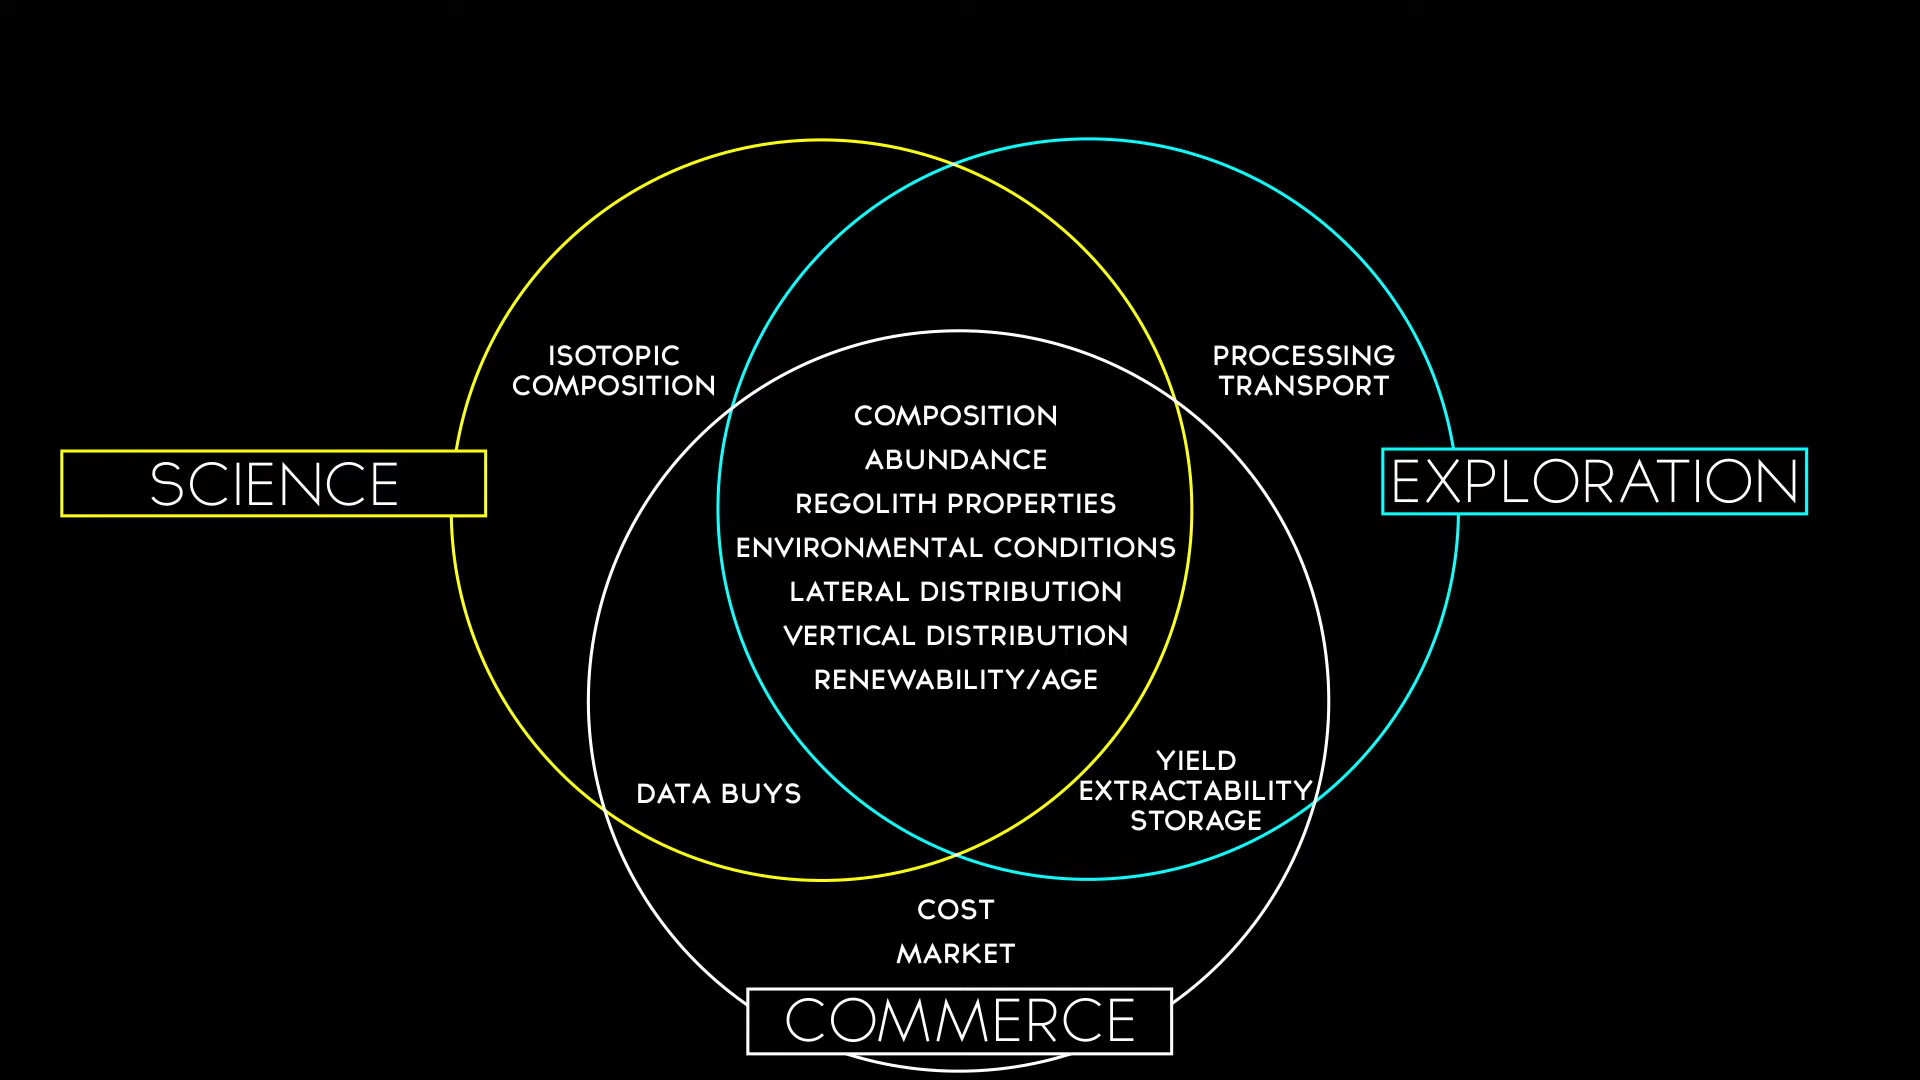 ISOTOPIC
COMPOSITION
PROCESSING
TRANSPORT
COMPOSITION
ABUNDANCE
REGOLITH PROPERTIES
ENVIRONMENTAL CONDITIONS
LATERAL DISTRIBUTION
VERTICAL DISTRIBUTION
RENEWABILITY/AGE
SCIENCE
EXPLORATION
DATA BUYS
YIELD
EXTRACTABILITY
STORAGE
COST
MARKET
COMMERCE